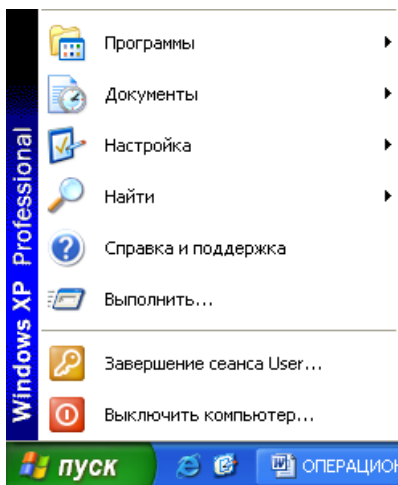 Программы
Документы
Настройка
Найти
Справка и поддержка
Выполнить...
Завершение сеанса User...
Выключить компьютер...
Windows XP Professional
пуск
ОПЕРАЦИОН